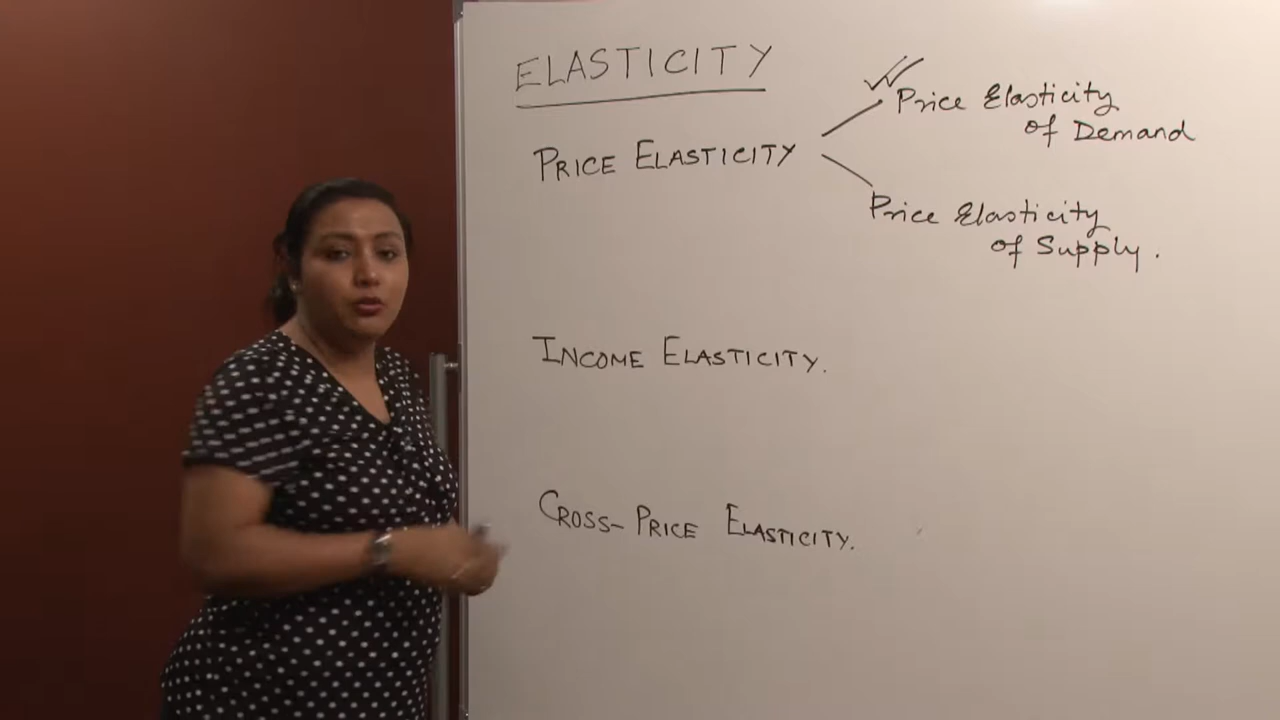 ELASTICITY
PRICE ELASTICITY
Price Elasticity
of Demand
Price Elasticity
of Supply.
INCOME ELASTICITY.
CROSS-PRICE ELASTICITY.